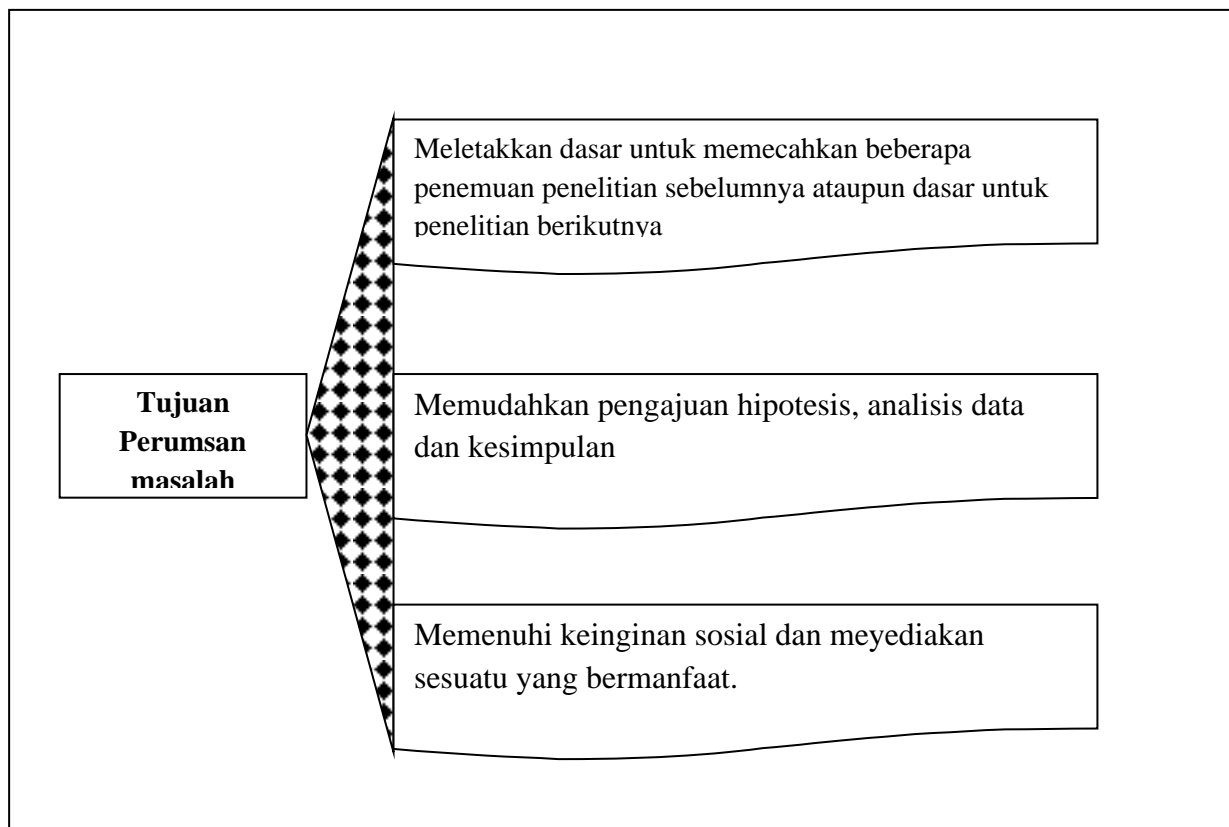 Meletakkan dasar untuk memecahkan beberapa
penemuan penelitian sebelumnya ataupun dasar untuk
penelitian berikutnya
Tujuan
Perumsan
masalah
Memudahkan pengajuan hipotesis, analisis data
dan kesimpulan
Memenuhi keinginan sosial dan meyediakan
sesuatu yang bermanfaat.